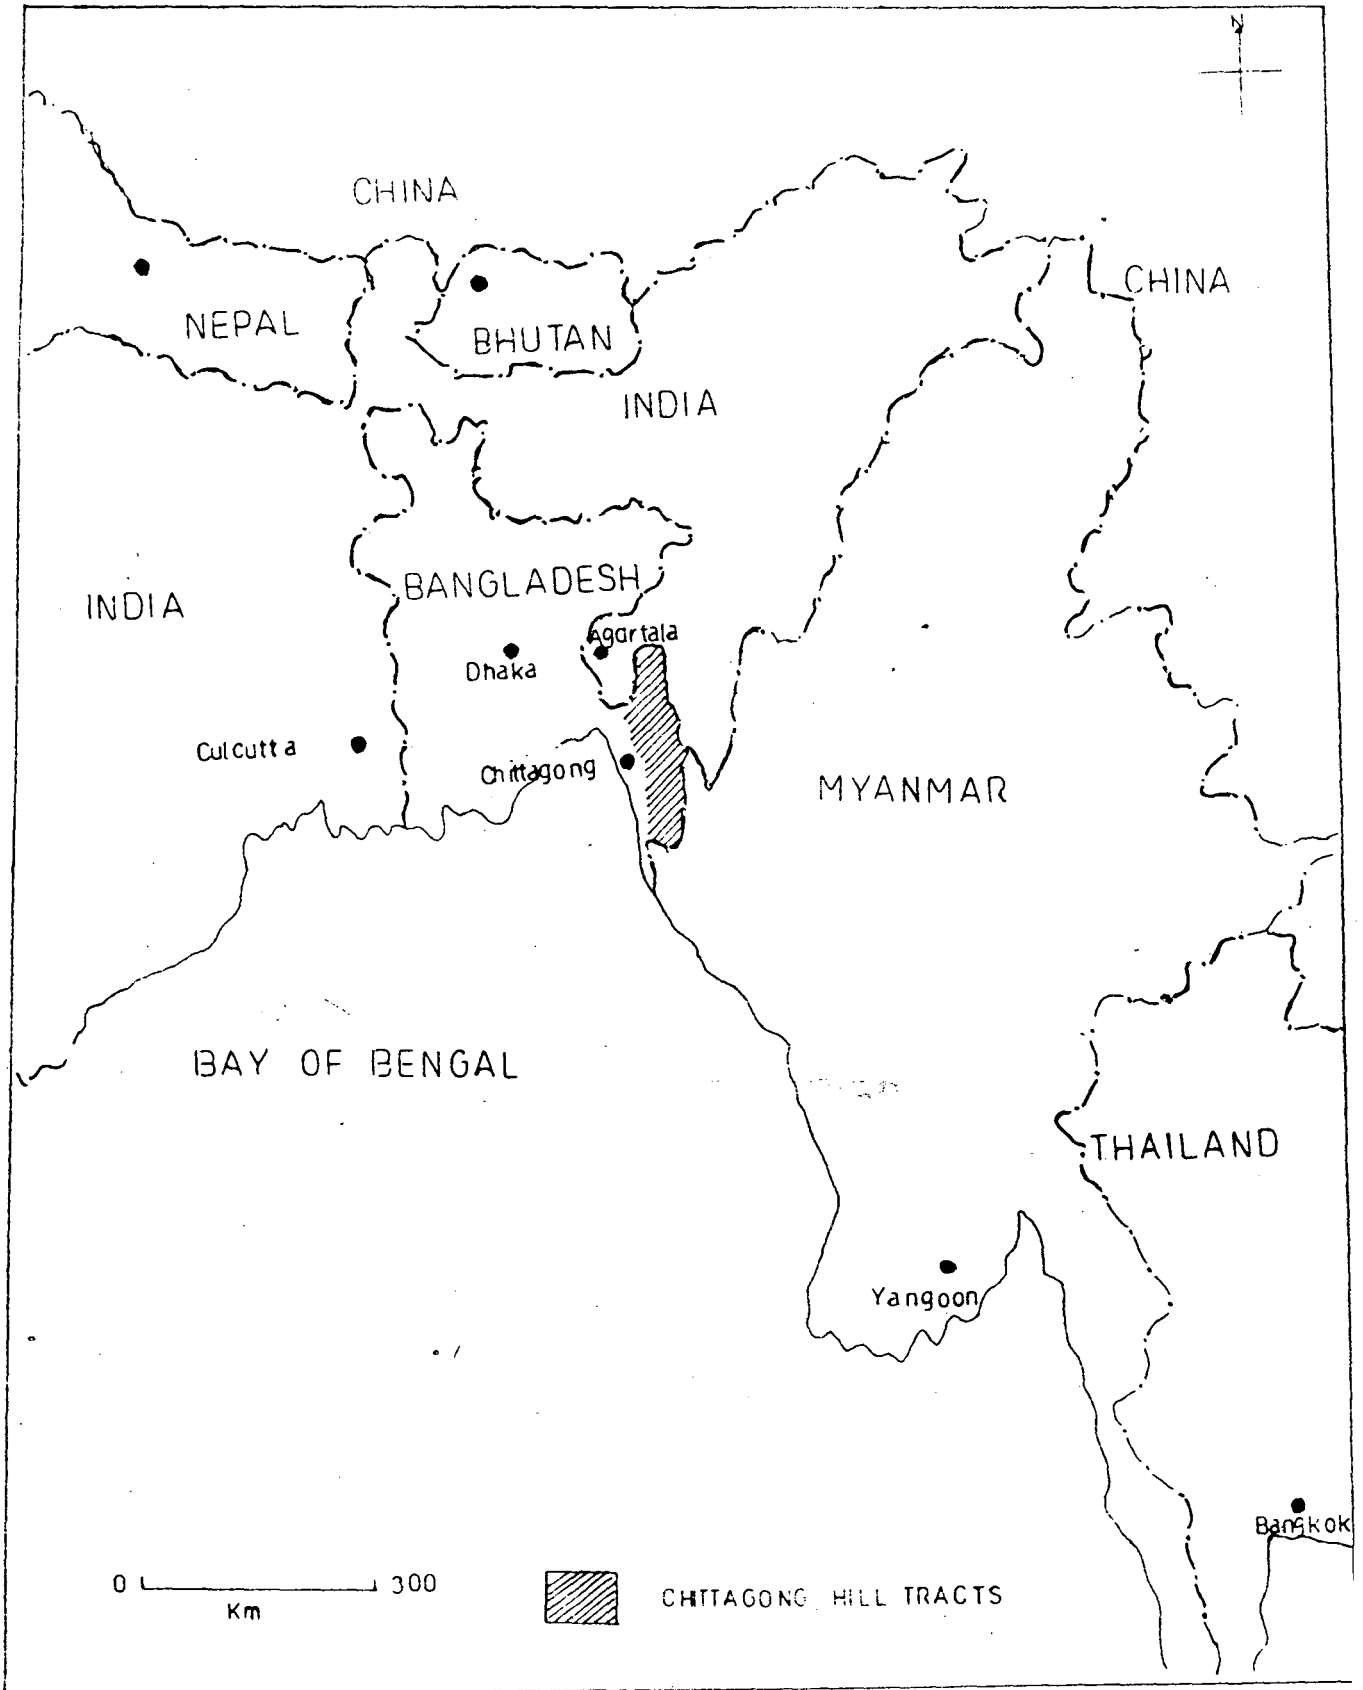 N
CHINA
CHINA
NEPAL
BHUTAN
INDIA
BANGLADESH
INDIA
Agartala
Dhaka
Culcutta
Chittagong
MYANMAR
BAY OF BENGAL
THAILAND
Yangoon
Bangkok
0 300
Km
CHITTAGONG HILL TRACTS